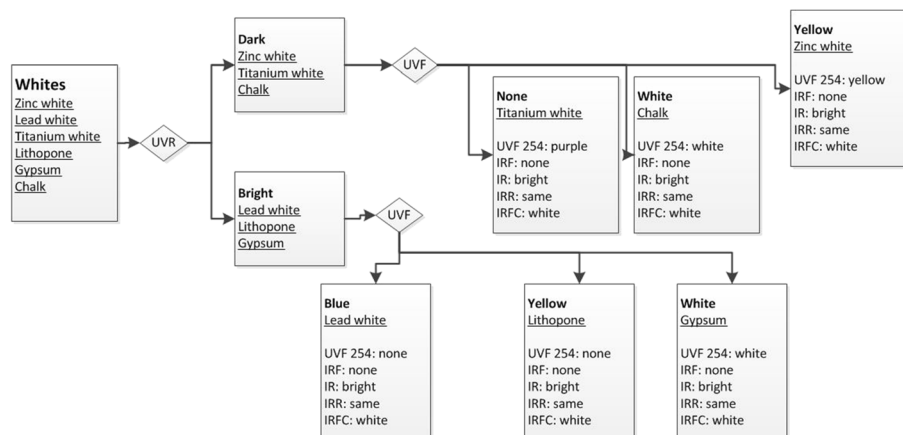 Whites
Zinc white
Lead white
Titanium white
Lithopone
Gypsum
Chalk
UVR
Dark
Zinc white
Titanium white
Chalk
UVF
None
Titanium white
UVF 254: purple
IRF: none
IR: bright
IRR: same
IRFC: white
White
Chalk
UVF 254: white
IRF: none
IR: bright
IRR: same
IRFC: white
Yellow
Zinc white
UVF 254: yellow
IRF: none
IR: bright
IRR: same
IRFC: white
Bright
Lead white
Lithopone
Gypsum
UVF
Blue
Lead white
UVF 254: none
IRF: none
IR: bright
IRR: same
IRFC: white
Yellow
Lithopone
UVF 254: none
IRF: none
IR: bright
IRR: same
IRFC: white
White
Gypsum
UVF 254: white
IRF: none
IR: bright
IRR: same
IRFC: white